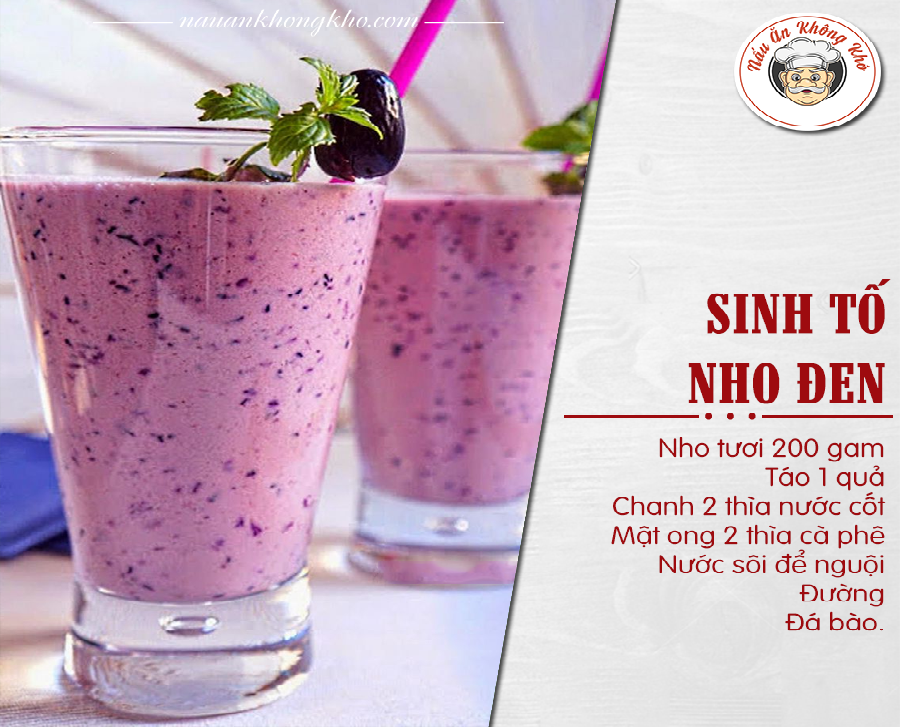 nauankhongkho.com
Nấu Ăn Không Khó
SINH TỐ
NHO ĐEN
Nho tươi 200 gam
Táo 1 quả
Chanh 2 thìa nước cốt
Mật ong 2 thìa cà phê
Nước sôi để nguội
Đường
Đá bào.